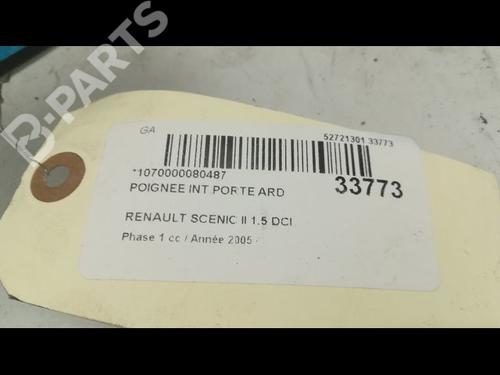 B-PARTS
GA
52721301 33773
*1070000080487
33773
POIGNEE INT PORTE ARD
RENAULT SCENIC II 1.5 DCI
Phase 1 cc / Année 2005 /